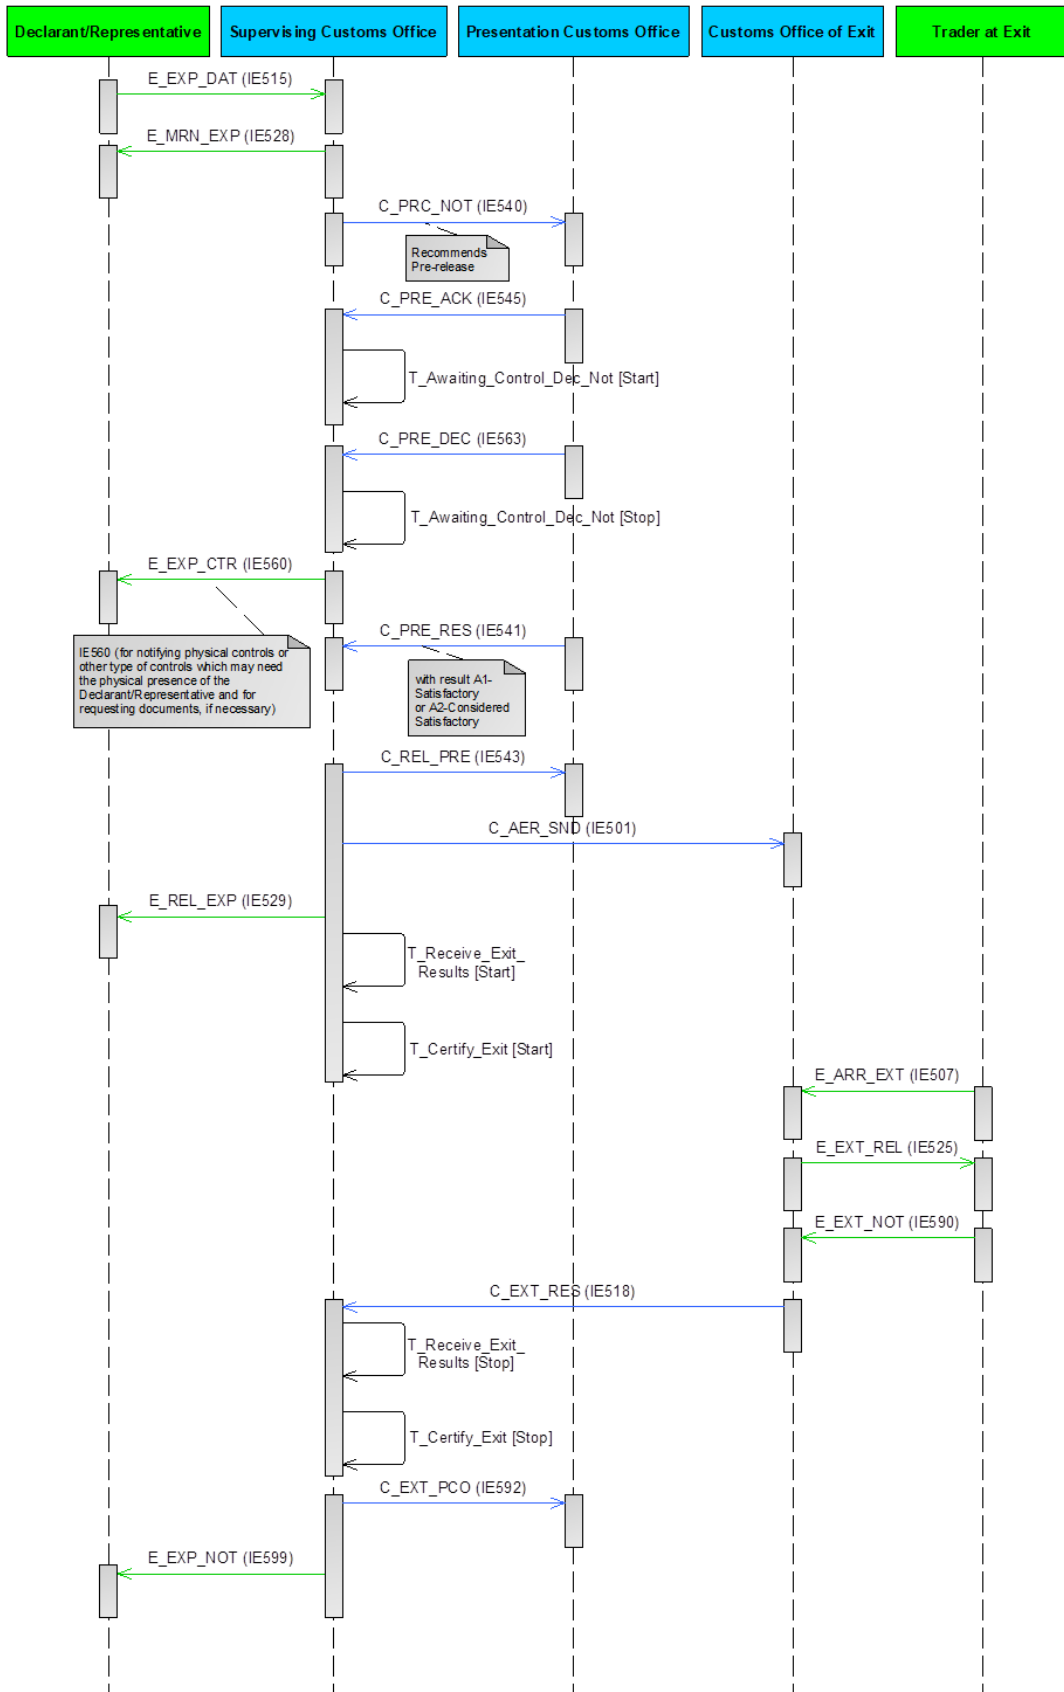 Declarant/Representative
Supervising Customs Office
Presentation Customs Office
Customs Office of Exit
Trader at Exit
E_EXP_DAT (IE515)
E_MRN_EXP (IE528)
C_PRC_NOT (IE540)
Recommends
Pre-release
C_PRE_ACK (IE545)
T_Awaiting_Control_Dec_Not [Start]
C_PRE_DEC (IE563)
T_Awaiting_Control_Dec_Not [Stop]
E_EXP_CTR (IE560)
IE560 (for notifying physical controls or
other type of controls which may need
the physical presence of the
Declarant/Representative and for
requesting documents, if necessary)
C_PRE_RES (IE541)
with result A1-
Satisfactory
or A2-Considered
Satisfactory
C_REL_PRE (IE543)
C_AER_SND (IE501)
E_REL_EXP (IE529)
T_Receive_Exit_
Results [Start]
T_Certify_Exit [Start]
E_ARR_EXT (IE507)
E_EXT_REL (IE525)
E_EXT_NOT (IE590)
C_EXT_RES (IE518)
T_Receive_Exit_
Results [Stop]
T_Certify_Exit [Stop]
C_EXT_PCO (IE592)
E_EXP_NOT (IE599)